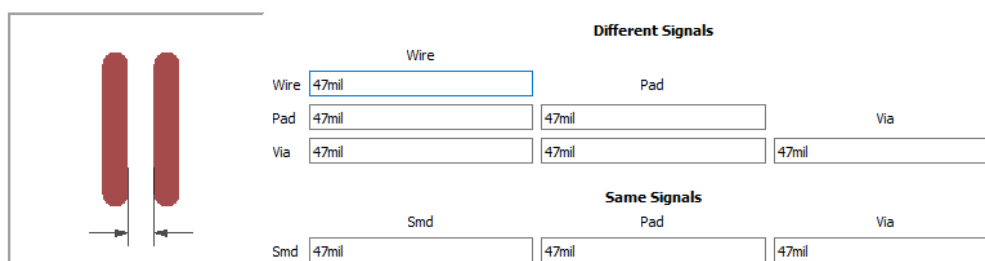 Different Signals
Wire
Wire 47mil Pad
Pad 47mil 47mil Via
Via 47mil 47mil 47mil
Same Signals
Smd Pad Via
Smd 47mil 47mil 47mil